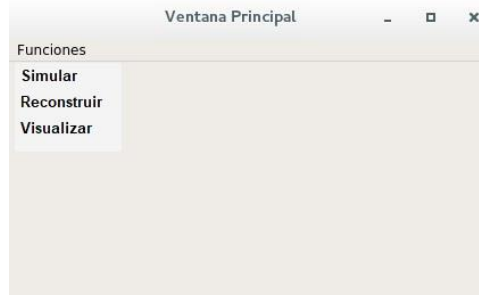 Ventana Principal
Funciones
Simular
Reconstruir
Visualizar